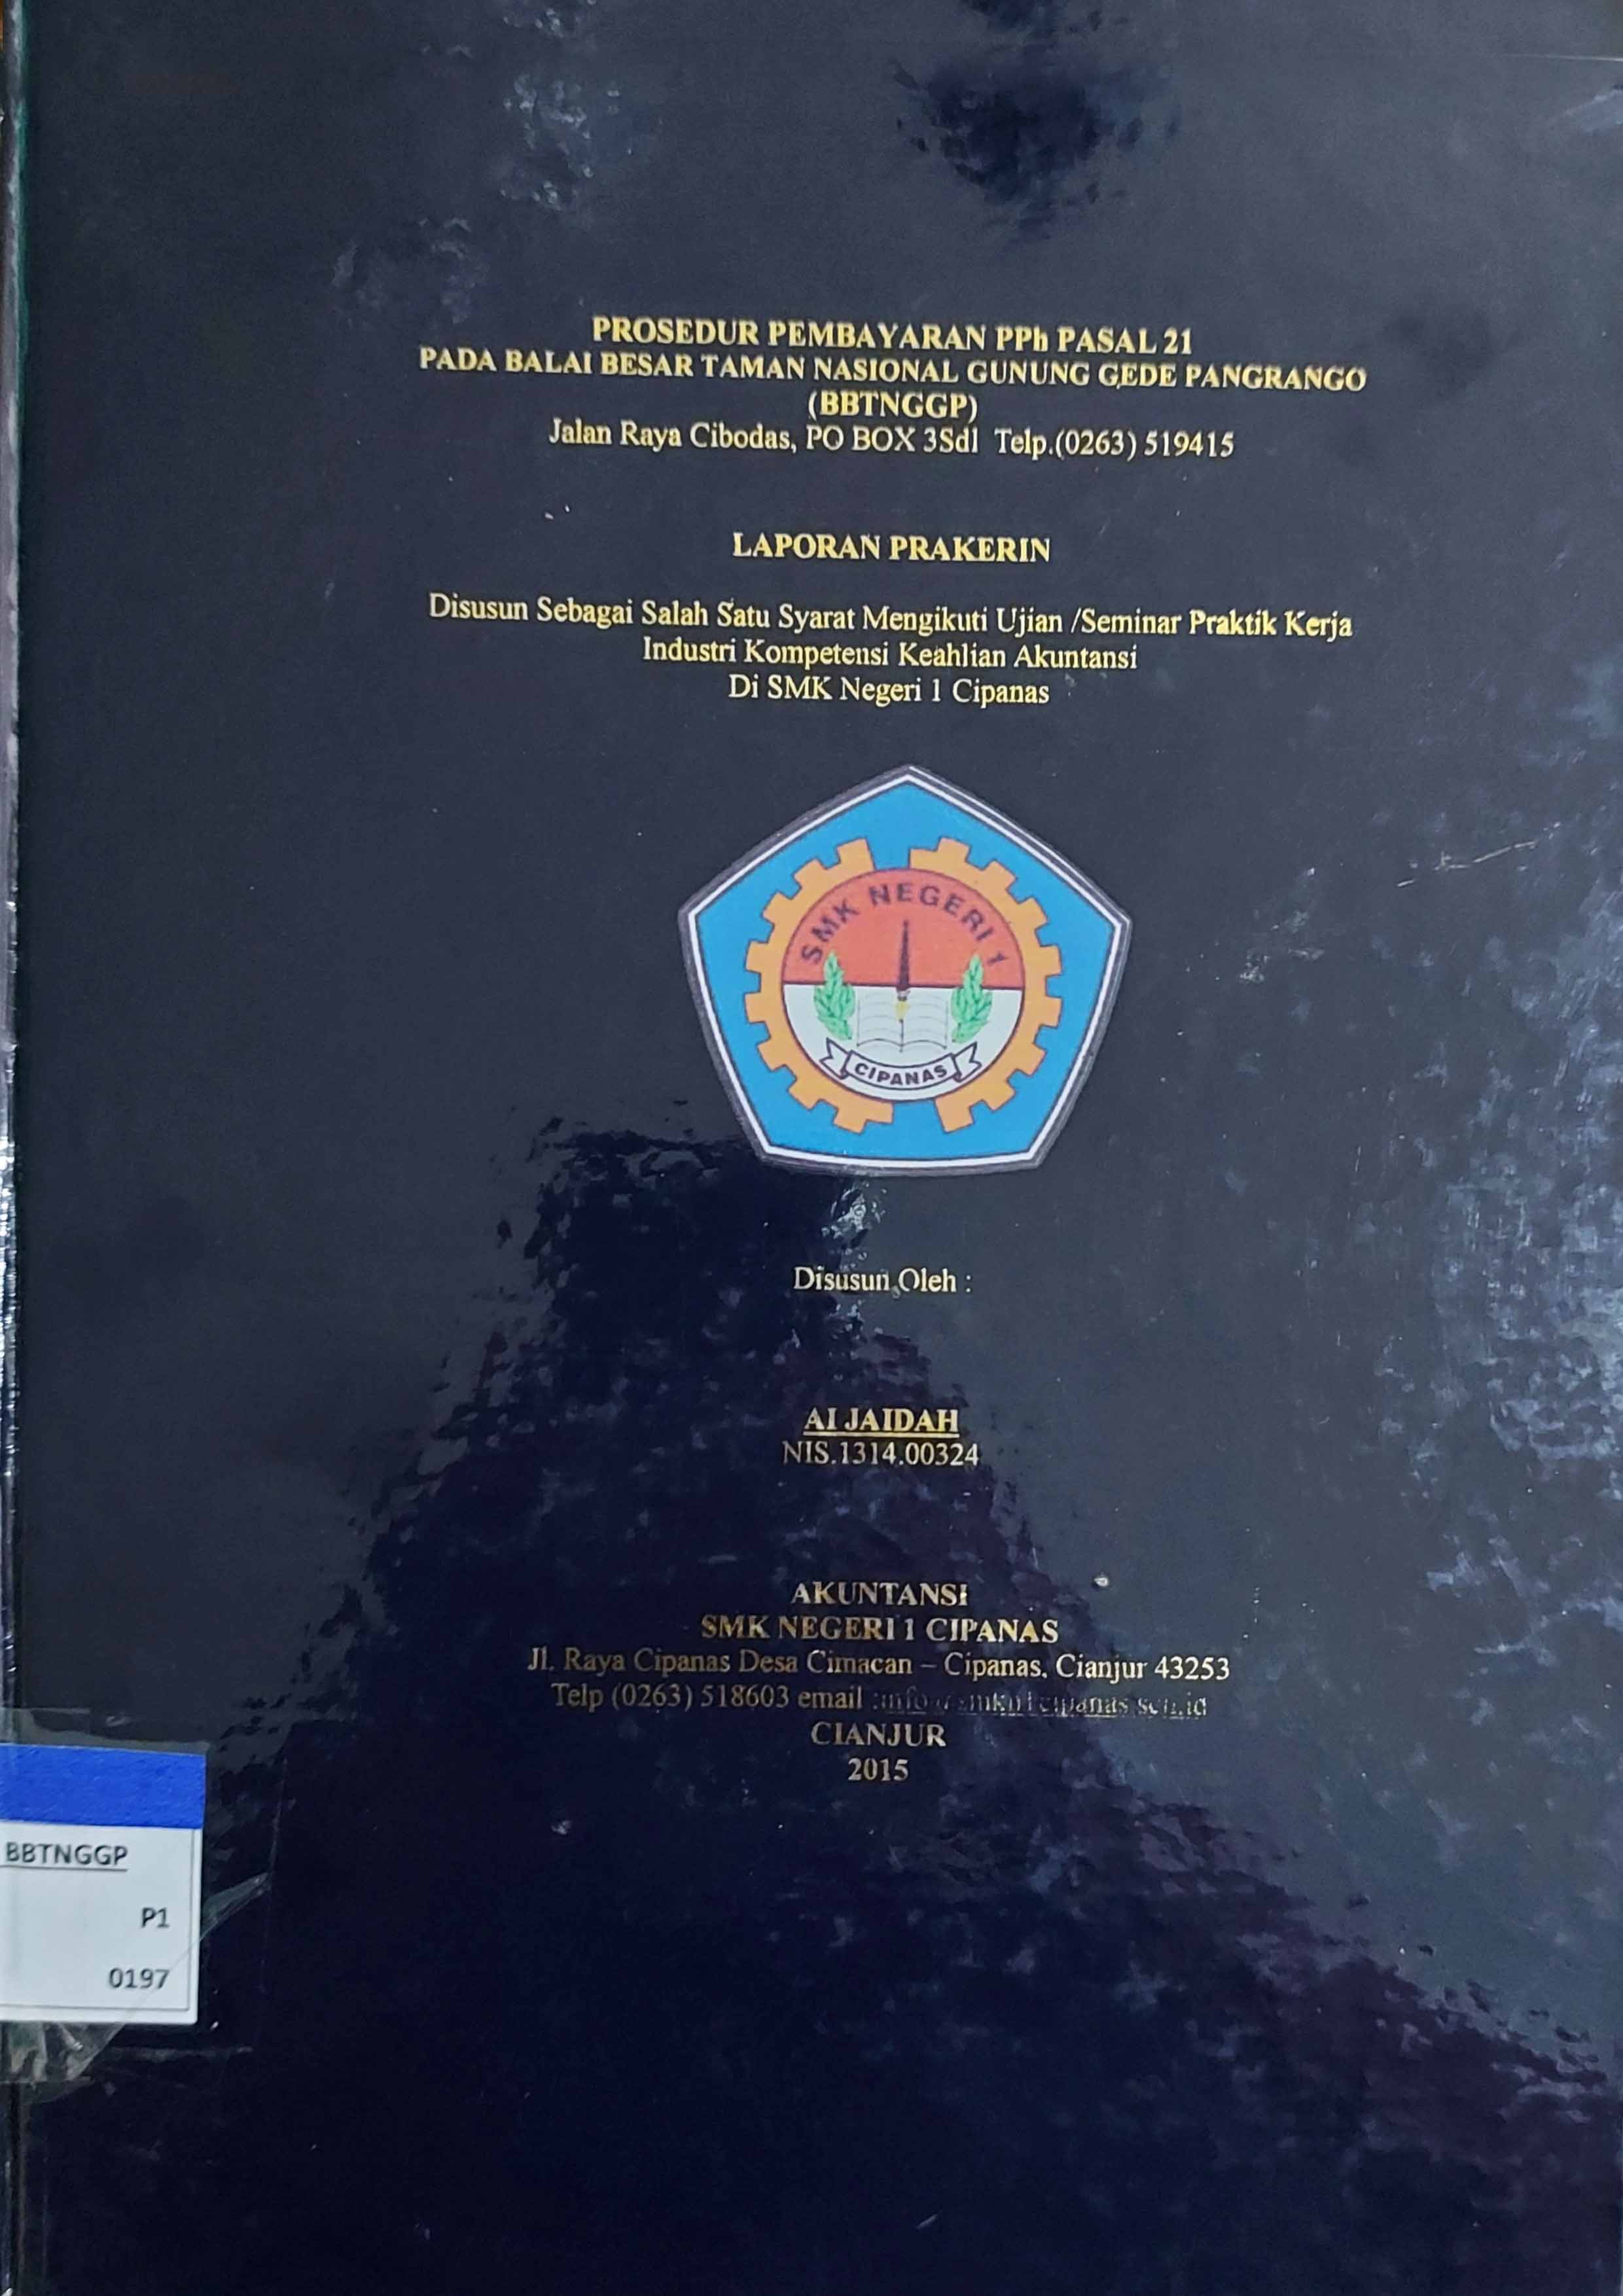 PROSEDUR PEMBAYARAN PPh PASAL 21
PADA BALAI BESAR TAMAN NASIONAL GUNUNG GEDE PANGRANGO
(BBTNGGP)
Jalan Raya Cibodas, PO BOX 3Sdl Telp.(0263) 519415
LAPORAN PRAKERIN
Disusun Sebagai Salah Satu Syarat Mengikuti Ujian /Seminar Praktik Kerja
Industri Kompetensi Keahlian Akuntansi
Di SMK Negeri 1 Cipanas
SMK NEGERI 1
CIPANAS
Disusun Oleh :
AI JAIDAH
NIS.1314.00324
AKUNTANSI
SMK NEGERI 1 CIPANAS
Jl. Raya Cipanas Desa Cimacan – Cipanas, Cianjur 43253
Telp (0263) 518603 email :
CIANJUR
2015
BBTNGGP
P1
0197